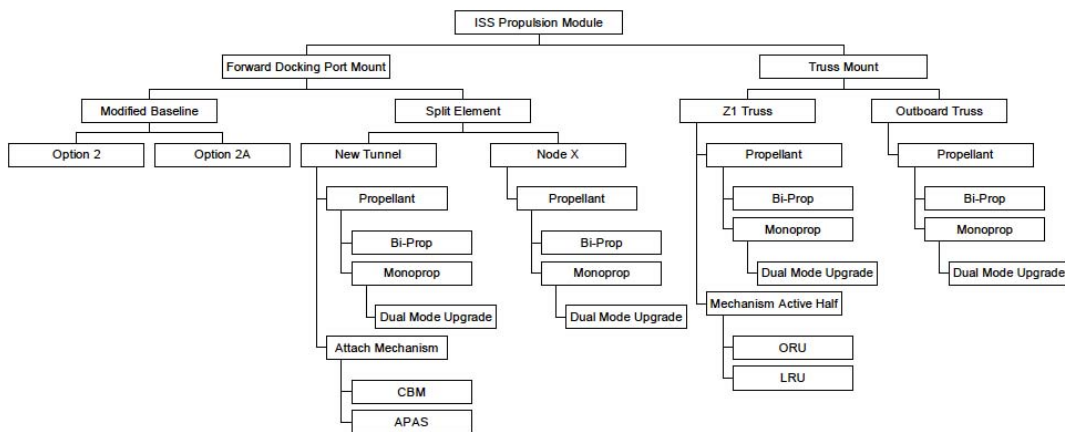 ISS Propulsion Module
Forward Docking Port Mount
Truss Mount
Modified Baseline
Split Element
Z1 Truss
Outboard Truss
Option 2
Option 2A
New Tunnel
Node X
Propellant
Propellant
Propellant
Propellant
Bi-Prop
Bi-Prop
Bi-Prop
Bi-Prop
Monoprop
Monoprop
Monoprop
Monoprop
Dual Mode Upgrade
Dual Mode Upgrade
Dual Mode Upgrade
Dual Mode Upgrade
Attach Mechanism
Mechanism Active Half
CBM
APAS
ORU
LRU